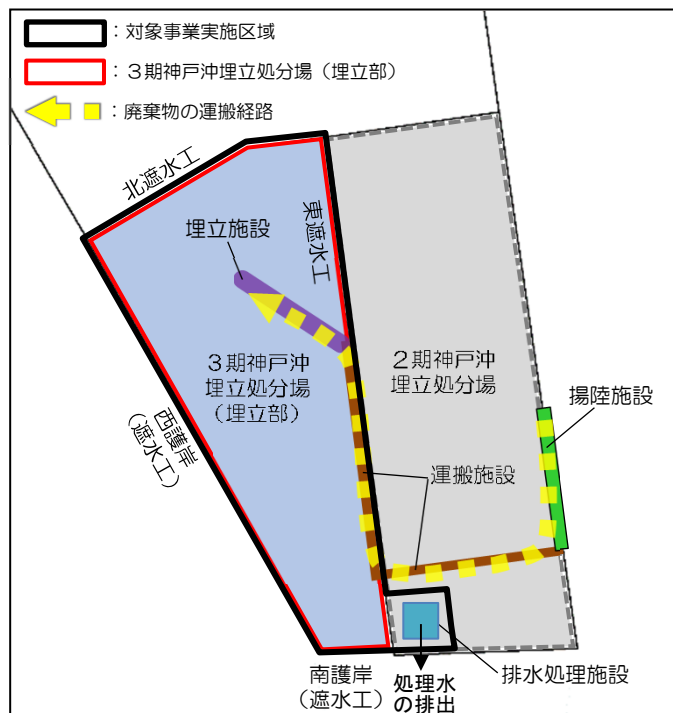 ：対象事業実施区域
：３期神戸沖埋立処分場（埋立部）
：廃棄物の運搬経路
北遮水工
東遮水工
埋立施設
３期神戸沖
埋立処分場
（埋立部）
２期神戸沖
埋立処分場
揚陸施設
西護岸
（遮水工）
運搬施設
南護岸
（遮水工）
処理水
の排出
排水処理施設